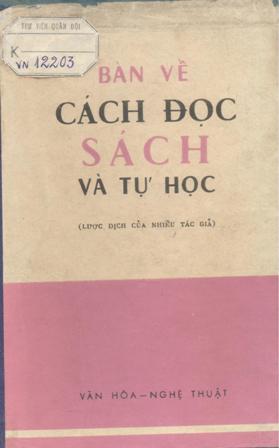 THƯ VIỆN QUÂN ĐỘI
K
VN 12203
BÀN VỀ
CÁCH ĐỌC
SÁCH
VÀ TỰ HỌC
(LƯỢC DỊCH CỦA NHIỀU TÁC GIẢ)
VĂN HÓA — NGHỆ THUẬT